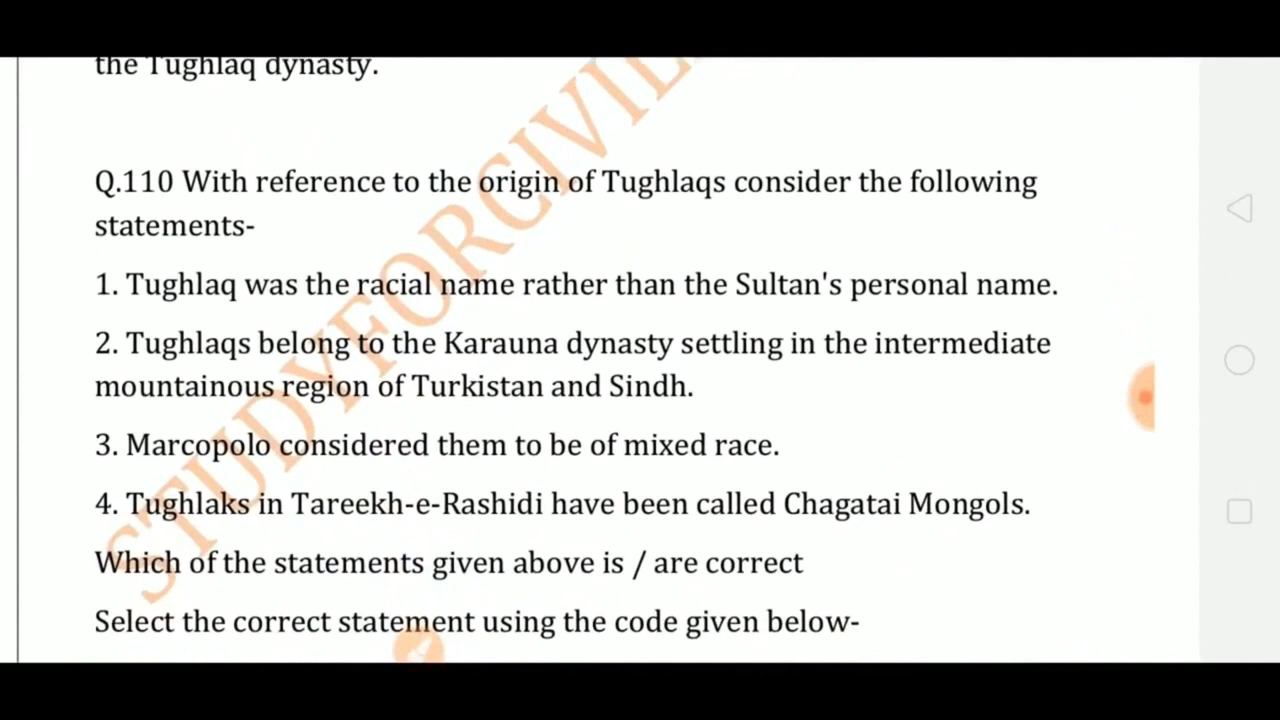 the Tughlaq dynasty.
Q.110 With reference to the origin of Tughlaqs consider the following
statements-
1. Tughlaq was the racial name rather than the Sultan's personal name.
2. Tughlaqs belong to the Karauna dynasty settling in the intermediate
mountainous region of Turkistan and Sindh.
3. Marcopolo considered them to be of mixed race.
4. Tughlaks in Tareekh-e-Rashidi have been called Chagatai Mongols.
Which of the statements given above is / are correct
Select the correct statement using the code given below-
STUDYFORCIVIL